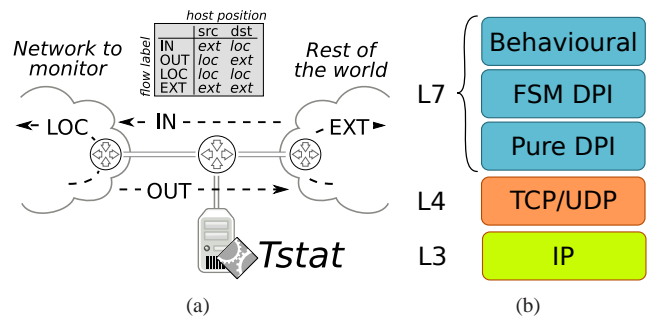 host position
src dst
flow label
IN ext loc
OUT loc ext
LOC loc loc
EXT ext ext
Network to
monitor
Rest of
the world
LOC
IN
EXT
OUT
Tstat
(a)
L7
Behavioural
FSM DPI
Pure DPI
L4
TCP/UDP
L3
IP
(b)